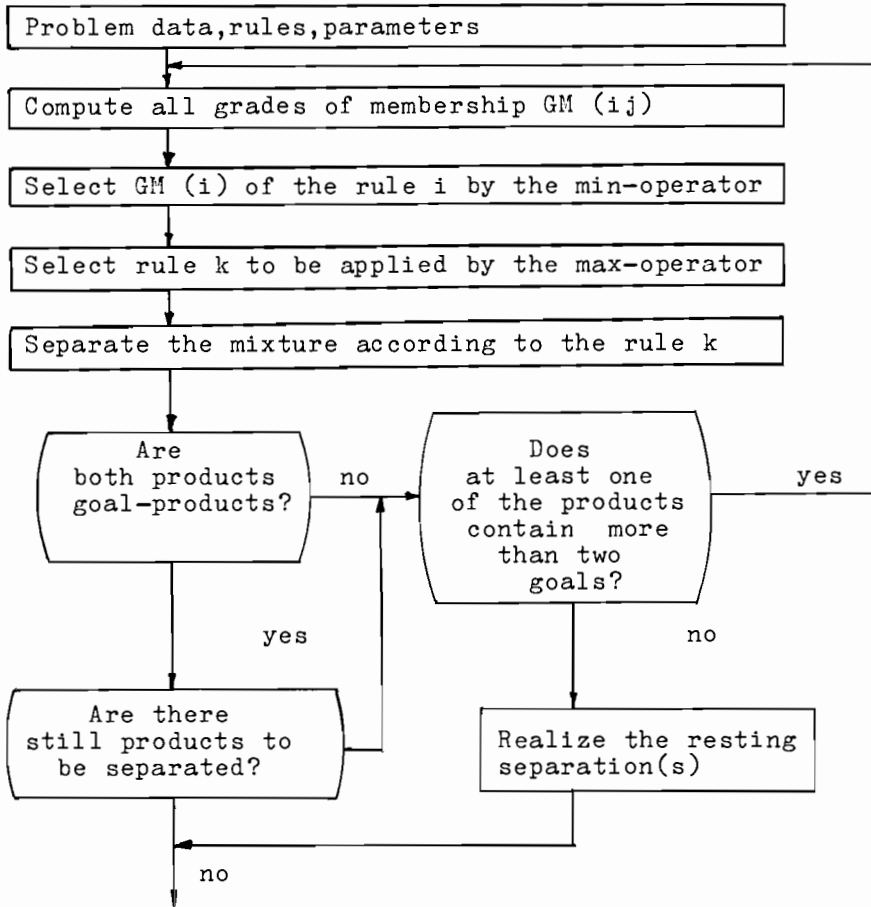 Problem data,rules,parameters
Compute all grades of membership GM (ij)
Select GM (i) of the rule i by the min-operator
Select rule k to be applied by the max-operator
Separate the mixture according to the rule k
Are
both products
goal-products?
no
Does
at least one
of the products
contain more
than two
goals?
yes
yes
no
Are there
still products to
be separated?
Realize the resting
separation(s)
no